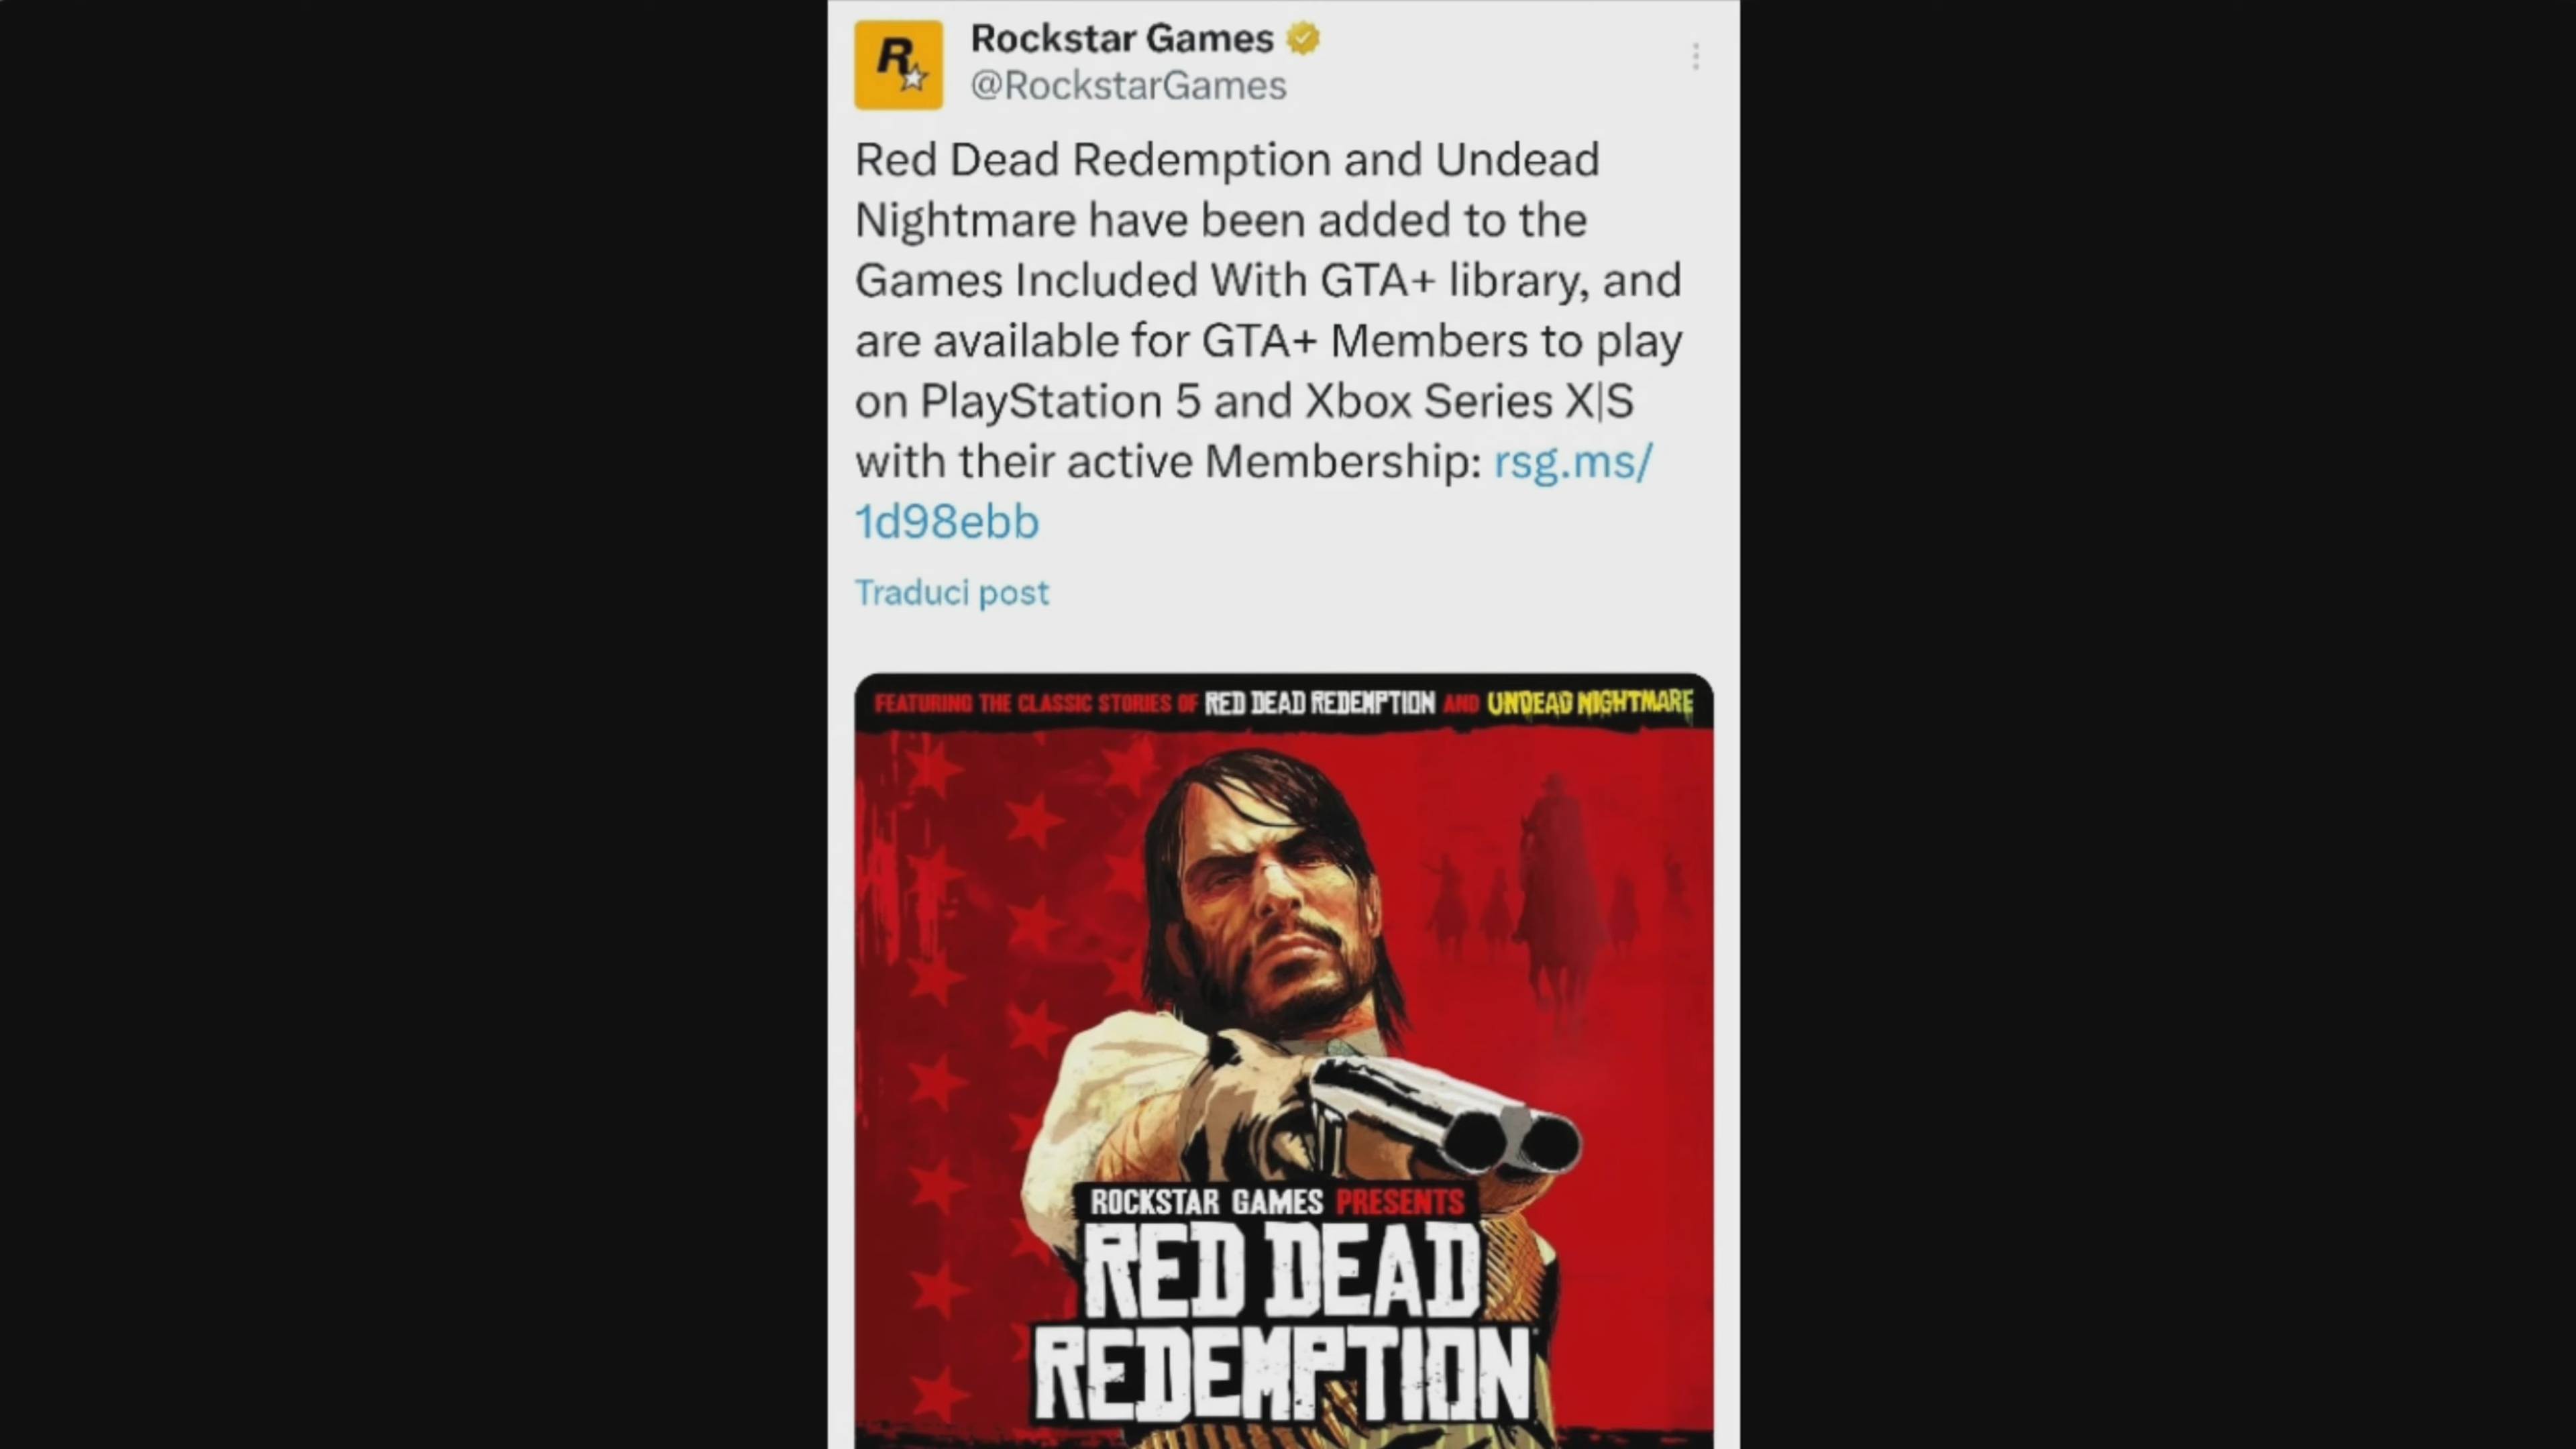 R
Rockstar Games
@RockstarGames
Red Dead Redemption and Undead
Nightmare have been added to the
Games Included With GTA+ library, and
are available for GTA+ Members to play
on PlayStation 5 and Xbox Series X|S
with their active Membership: rsg.ms/
1d98ebb
Traduci post
FEATURING THE CLASSIC STORIES OF RED DEAD REDEMPTION AND UNDEAD NIGHTMARE
ROCKSTAR GAMES PRESENTS
RED DEAD
REDEMPTION